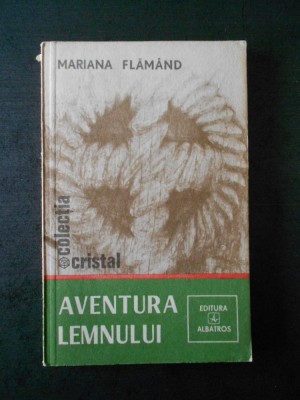 MARIANA FLĂMÂND
colecția
cristal
AVENTURA
LEMNULUI
EDITURA
ALBATROS